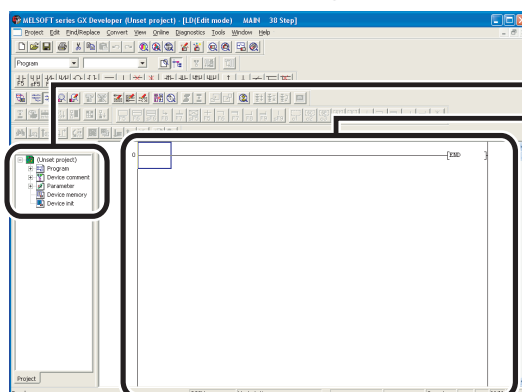 MELSOFT series GX Developer (Unset project) - [LD(Edit mode) MAIN 38 Step]
Project Edit Find/Replace Convert View Online Diagnostics Tools Window Help
Program
(Unset project)
Program
Device comment
Parameter
Device memory
Device init
0
END
Project